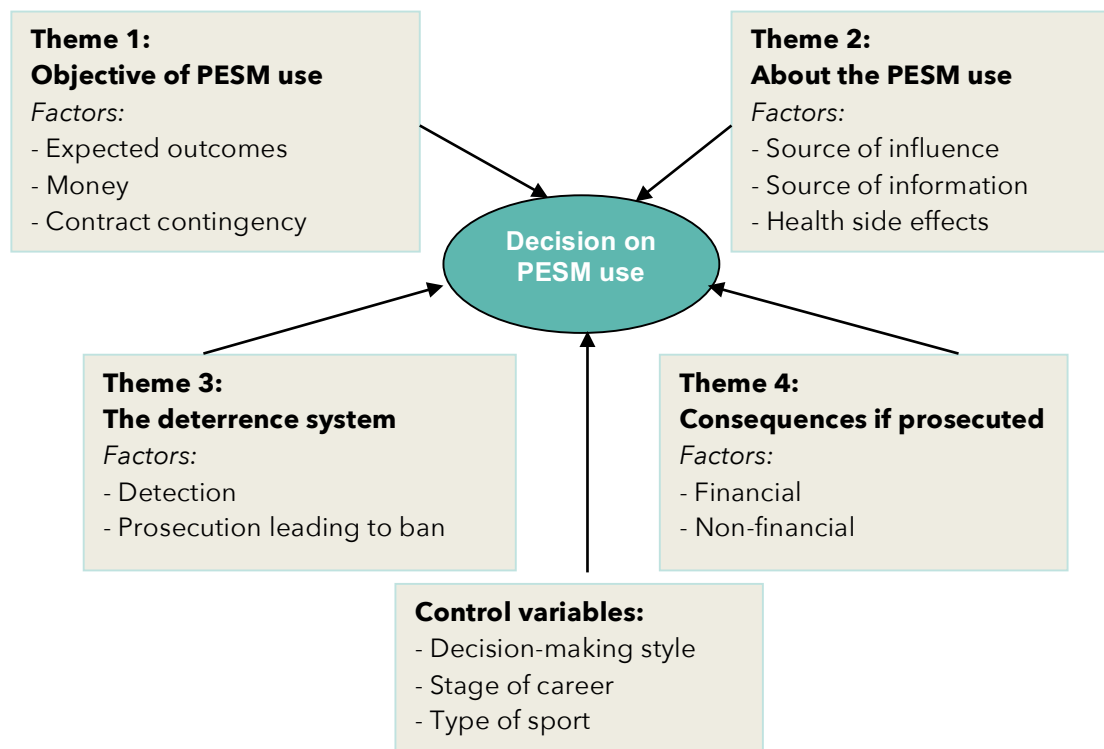 Theme 1:
Objective of PESM use
Factors:
- Expected outcomes
- Money
- Contract contingency
Theme 2:
About the PESM use
Factors:
- Source of influence
- Source of information
- Health side effects
Decision on
PESM use
Theme 3:
The deterrence system
Factors:
- Detection
- Prosecution leading to ban
Theme 4:
Consequences if prosecuted
Factors:
- Financial
- Non-financial
Control variables:
- Decision-making style
- Stage of career
- Type of sport